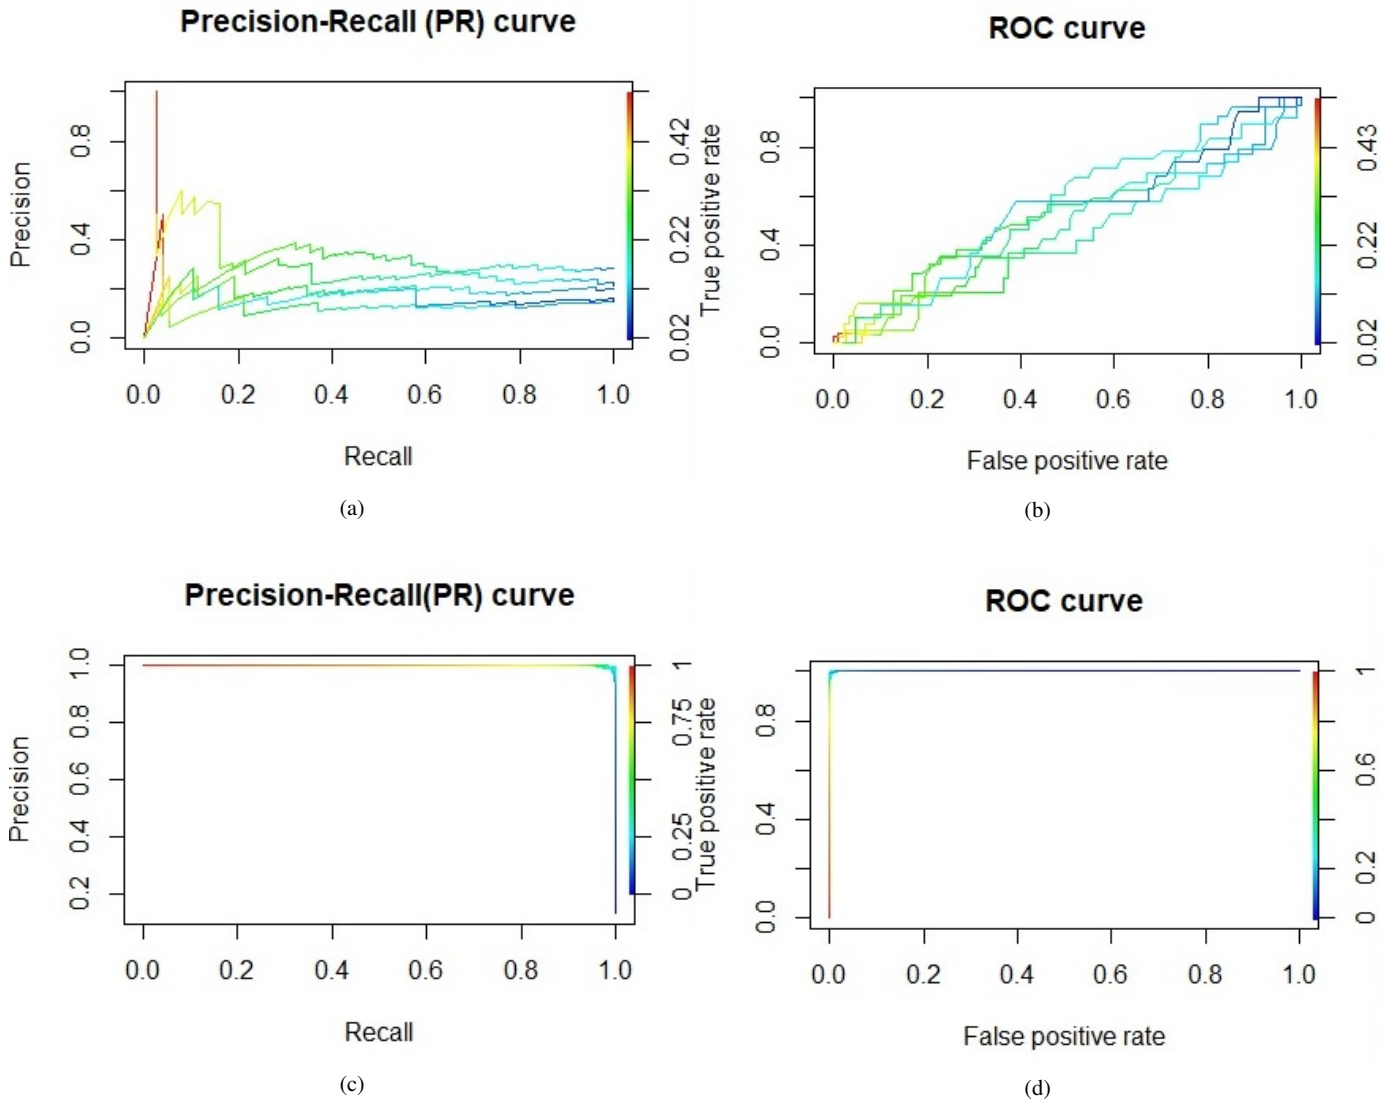 Precision-Recall (PR) curve
Precision
0.0 0.4 0.8
0.0 0.2 0.4 0.6 0.8 1.0
Recall
0.02 0.22 0.42
(a)
ROC curve
True positive rate
0.0 0.4 0.8
0.0 0.2 0.4 0.6 0.8 1.0
False positive rate
0.02 0.22 0.43
(b)
Precision-Recall(PR) curve
Precision
0.2 0.4 0.6 0.8 1.0
0.0 0.2 0.4 0.6 0.8 1.0
Recall
0 0.25 0.75 1
(c)
ROC curve
True positive rate
0.0 0.4 0.8
0.0 0.2 0.4 0.6 0.8 1.0
False positive rate
0 0.2 0.6 1
(d)